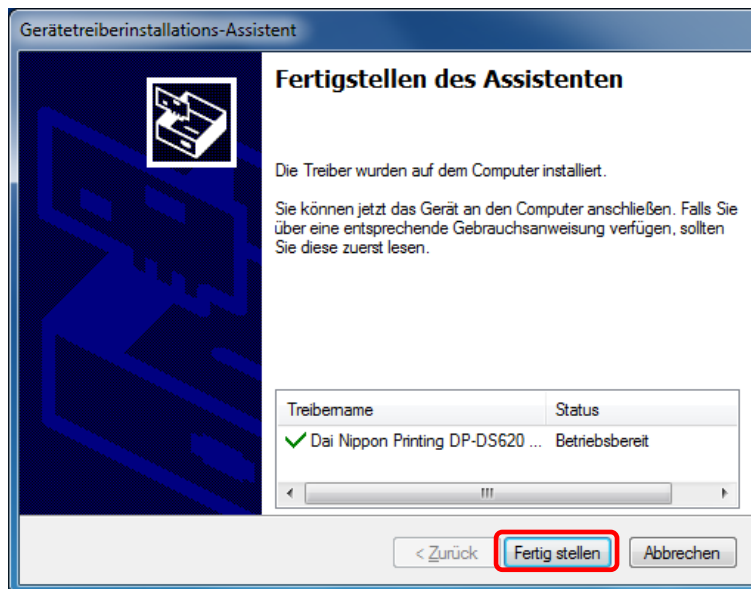 Gerätetreiberinstallations-Assistent
Fertigstellen des Assistenten
Die Treiber wurden auf dem Computer installiert.
Sie können jetzt das Gerät an den Computer anschließen. Falls Sie
über eine entsprechende Gebrauchsanweisung verfügen, sollten
Sie diese zuerst lesen.
Treibername Status
Dai Nippon Printing DP-DS620 ... Betriebsbereit
< Zurück Fertig stellen Abbrechen